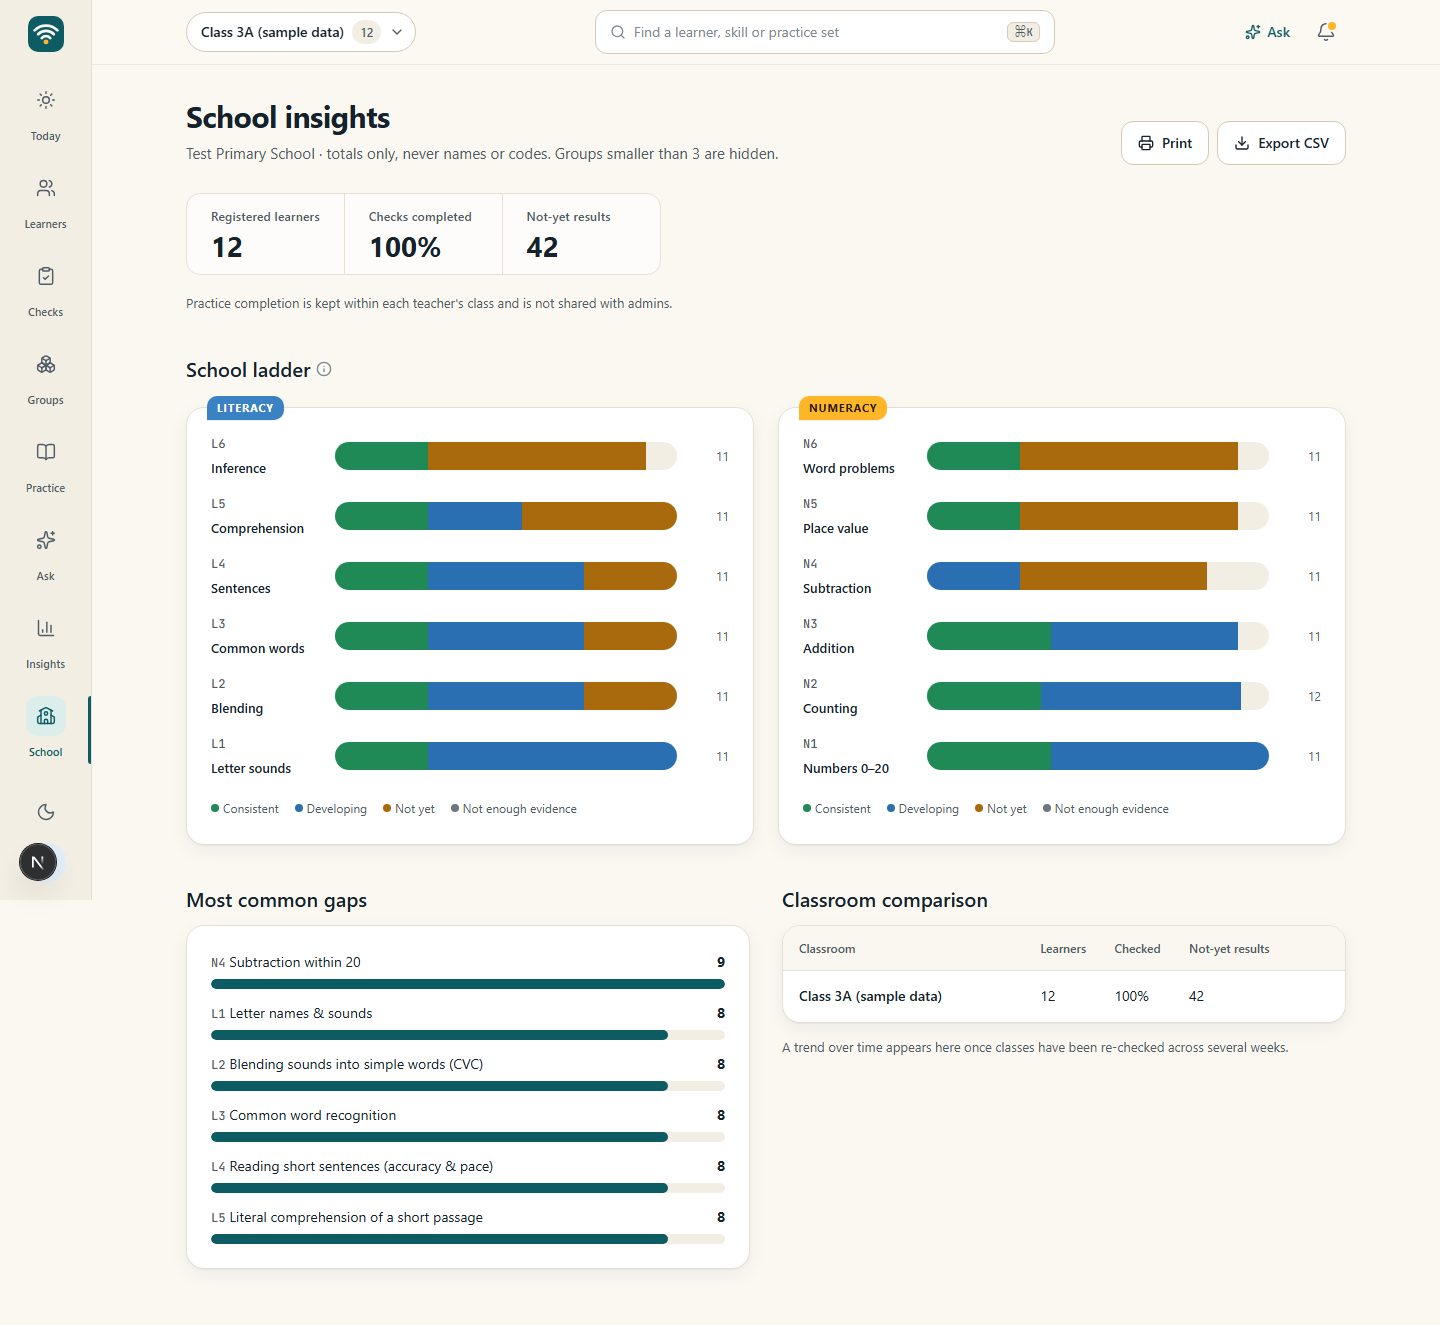 Class 3A (sample data) 12
Find a learner, skill or practice set
⌘K
Ask
Today
Learners
Checks
Groups
Practice
Ask
Insights
School
N
School insights
Test Primary School · totals only, never names or codes. Groups smaller than 3 are hidden.
Print
Export CSV
Registered learners
12
Checks completed
100%
Not-yet results
42
Practice completion is kept within each teacher's class and is not shared with admins.
School ladder
LITERACY
L6
Inference
11
L5
Comprehension
11
L4
Sentences
11
L3
Common words
11
L2
Blending
11
L1
Letter sounds
11
Consistent Developing Not yet Not enough evidence
NUMERACY
N6
Word problems
11
N5
Place value
11
N4
Subtraction
11
N3
Addition
11
N2
Counting
12
N1
Numbers 0–20
11
Consistent Developing Not yet Not enough evidence
Most common gaps
N4 Subtraction within 20 9
L1 Letter names & sounds 8
L2 Blending sounds into simple words (CVC) 8
L3 Common word recognition 8
L4 Reading short sentences (accuracy & pace) 8
L5 Literal comprehension of a short passage 8
Classroom comparison
Classroom Learners Checked Not-yet results
Class 3A (sample data) 12 100% 42
A trend over time appears here once classes have been re-checked across several weeks.